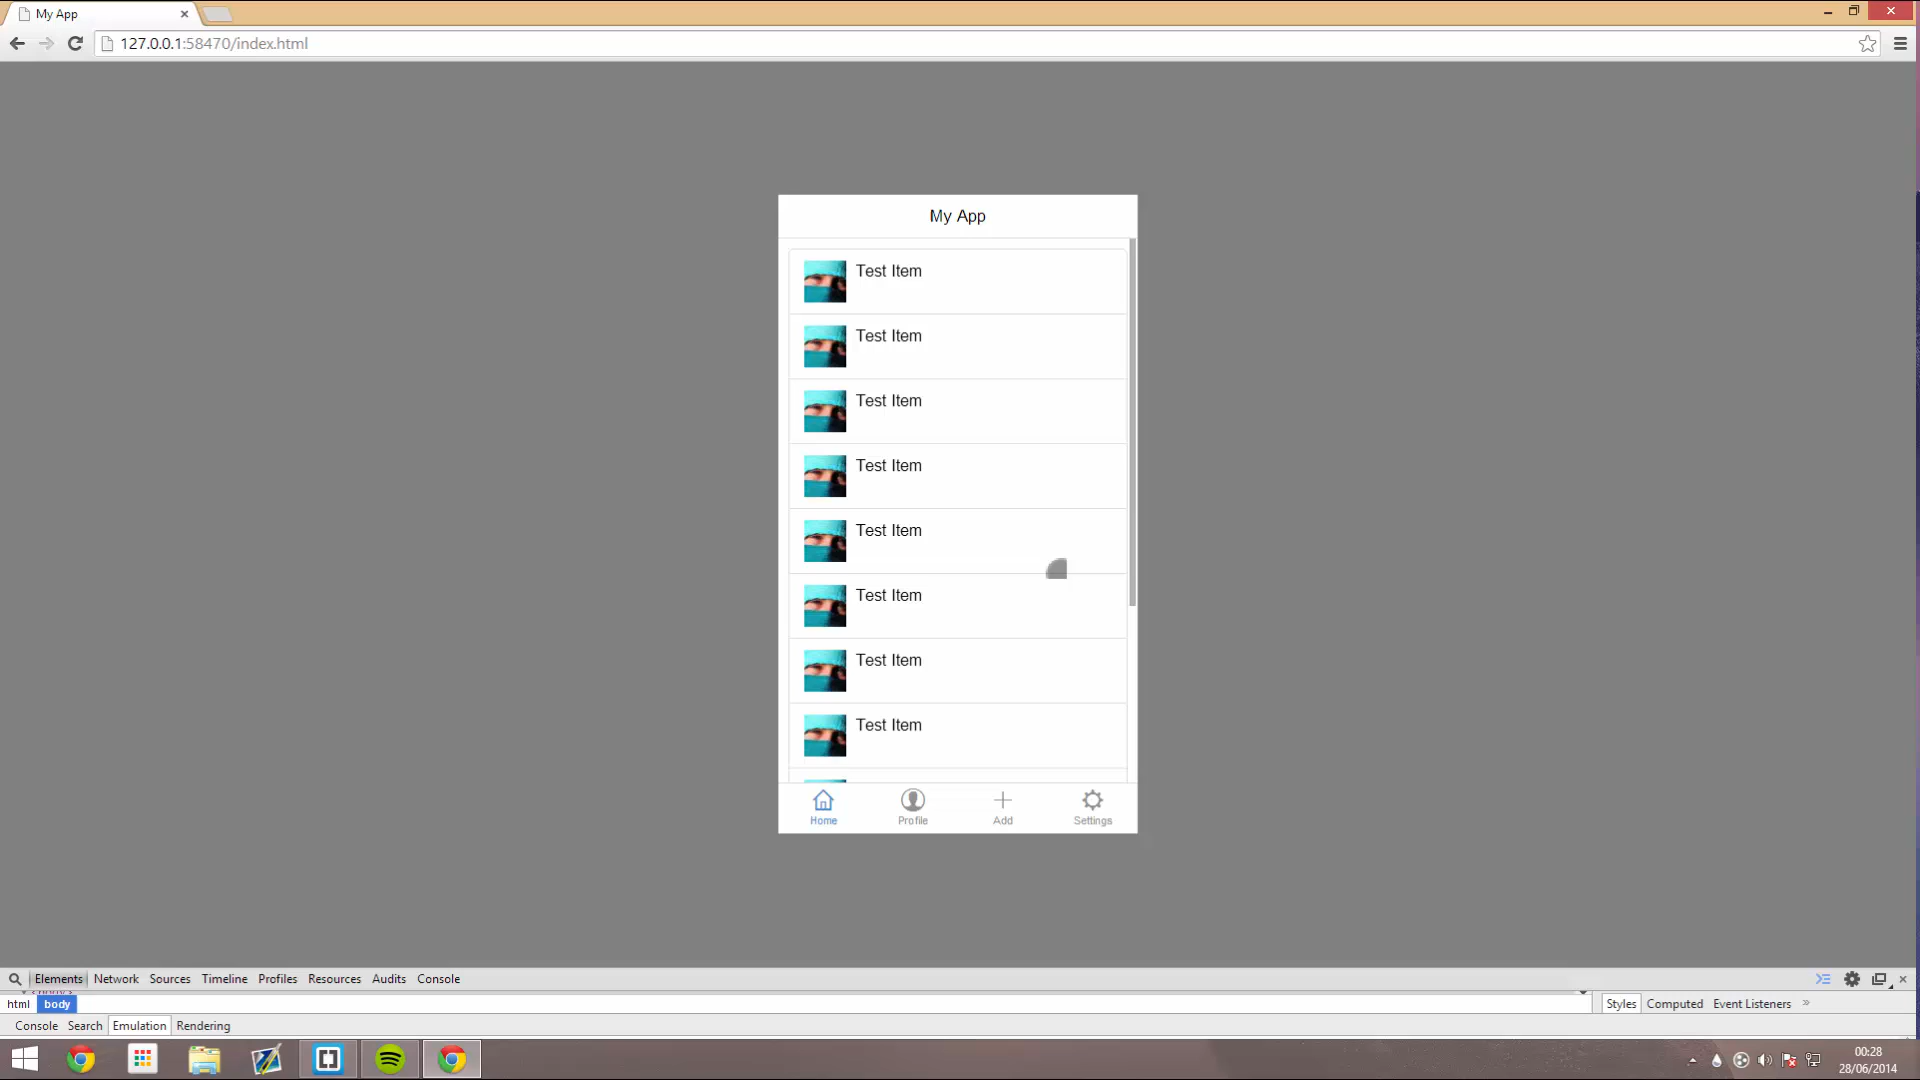 My App
127.0.0.1:58470/index.html
My App
Test Item
Test Item
Test Item
Test Item
Test Item
Test Item
Test Item
Test Item
Home Profile Add Settings
Elements Network Sources Timeline Profiles Resources Audits Console
html body Styles Computed Event Listeners »
Console Search Emulation Rendering
00:28
28/06/2014